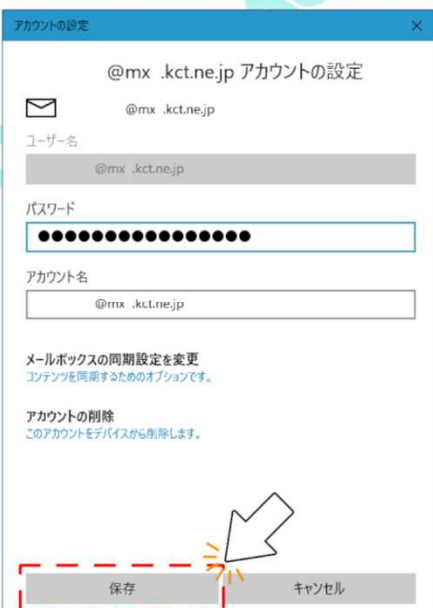 アカウントの設定
@mx .kct.ne.jp アカウントの設定
@mx .kct.ne.jp
ユーザー名
@mx .kct.ne.jp
パスワード
●●●●●●●●●●●●●●●●
アカウント名
@mx .kct.ne.jp
メールボックスの同期設定を変更
コンテンツを同期するためのオプションです。
アカウントの削除
このアカウントをデバイスから削除します。
保存 キャンセル